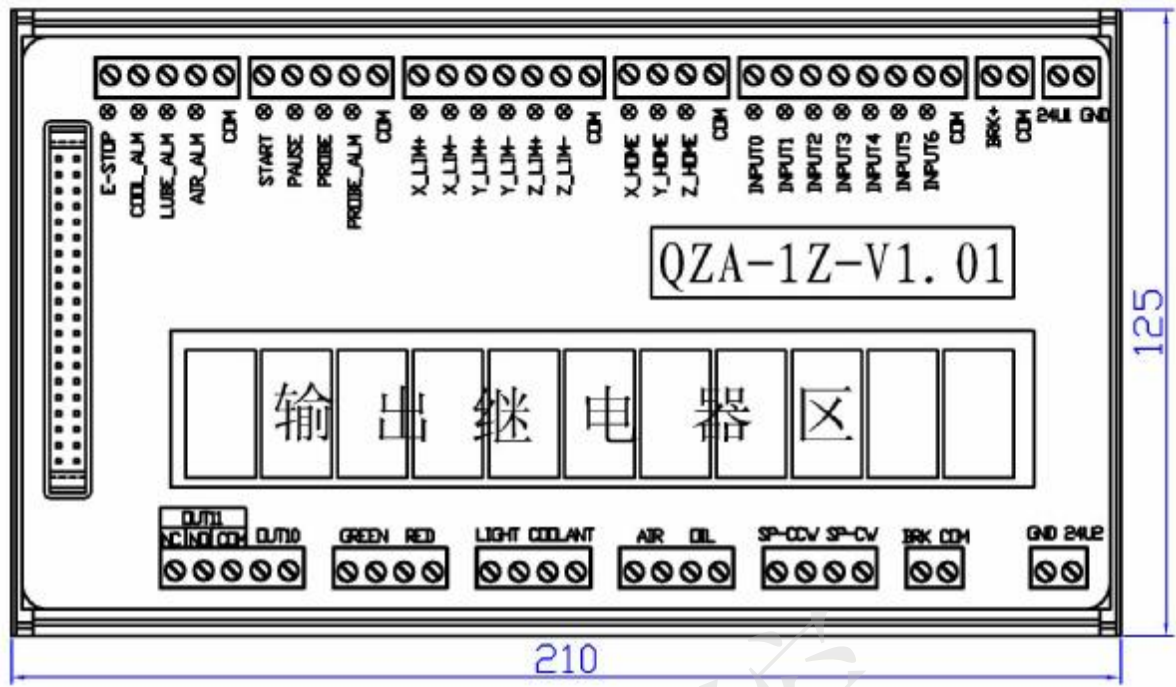 E-STOP COOL_ALM LUBE_ALM AIR_ALM COM START PAUSE PROBE PROBE_ALM COM X_LIM+ X_LIM- Y_LIM+ Y_LIM- Z_LIM+ Z_LIM- COM X_HOME Y_HOME Z_HOME COM INPUT0 INPUT1 INPUT2 INPUT3 INPUT4 INPUT5 INPUT6 COM BRK+ COM 24V1 GND
QZA-1Z-V1.01
125
输出继电器区
OUT11
NC NO COM OUT10 GREEN RED LIGHT COOLANT AIR OIL SP-CCW SP-CW BRK COM GND 24V2
210